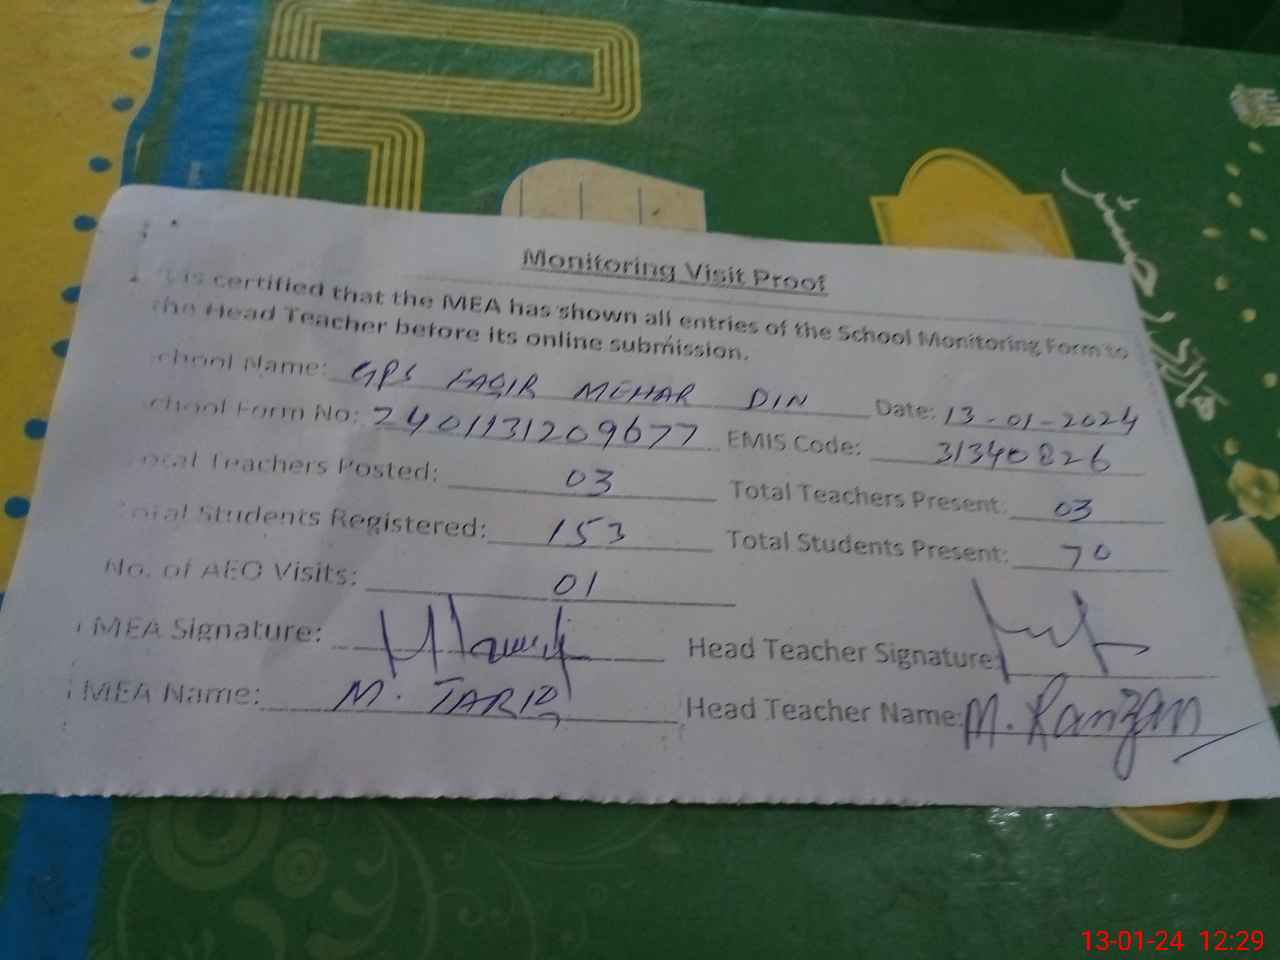 Monitoring Visit Proof
is certified that the MEA has shown all entries of the School Monitoring Form to
the Head Teacher before its online submission.
chool Name: GPS FAQIR MEHAR DIN Date: 13-01-2024
chool Form No: 2401131209677 EMIS Code: 31340826
otal Teachers Posted: 03 Total Teachers Present: 03
otal Students Registered: 153 Total Students Present: 70
No. of AEO Visits: 01
MEA Signature: Head Teacher Signature:
MEA Name: M. TARIQ Head Teacher Name: M. Ramzan
13-01-24 12:29